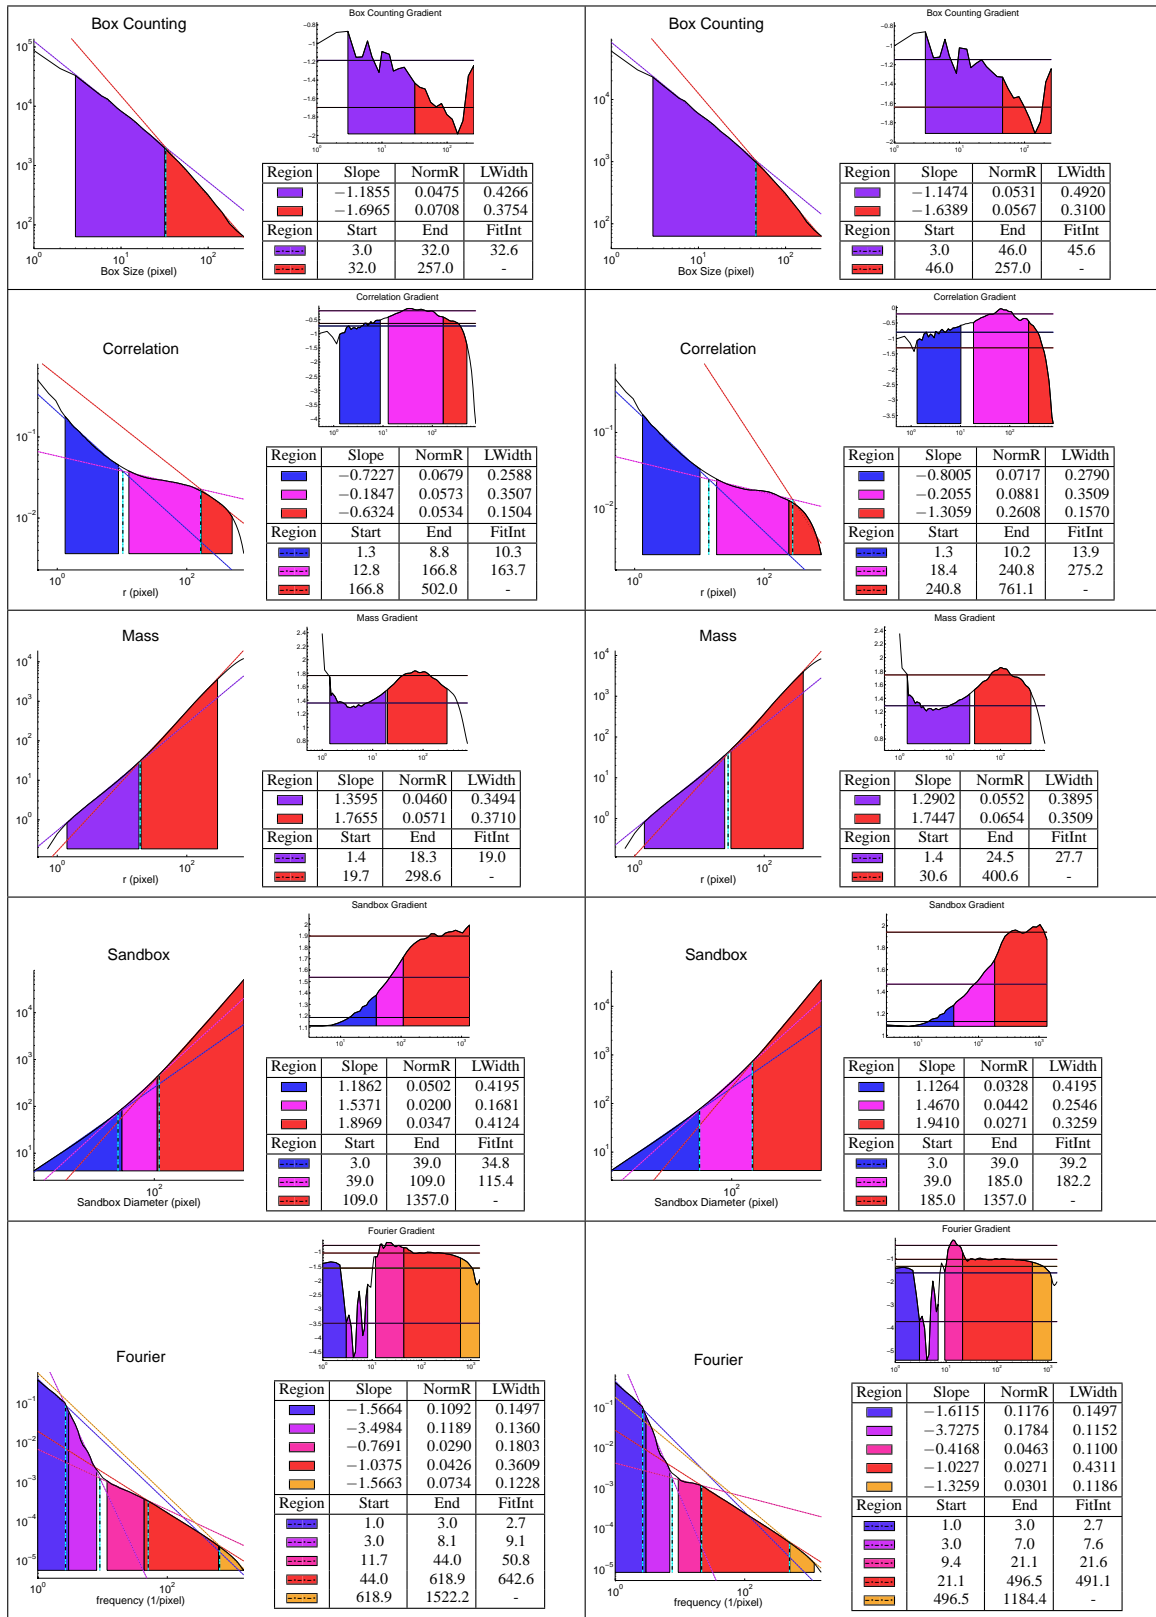 Box Counting
Box Counting Gradient
Region Slope NormR LWidth
−1.1855 0.0475 0.4266
−1.6965 0.0708 0.3754
Region Start End FitInt
3.0 32.0 32.6
32.0 257.0 -
Box Size (pixel)
Box Counting
Box Counting Gradient
Region Slope NormR LWidth
−1.1474 0.0531 0.4920
−1.6389 0.0567 0.3100
Region Start End FitInt
3.0 46.0 45.6
46.0 257.0 -
Box Size (pixel)
Correlation Gradient
Correlation
Region Slope NormR LWidth
−0.7227 0.0679 0.2588
−0.1847 0.0573 0.3507
−0.6324 0.0534 0.1504
Region Start End FitInt
1.3 8.8 10.3
12.8 166.8 163.7
166.8 502.0 -
r (pixel)
Correlation Gradient
Correlation
Region Slope NormR LWidth
−0.8005 0.0717 0.2790
−0.2055 0.0881 0.3509
−1.3059 0.2608 0.1570
Region Start End FitInt
1.3 10.2 13.9
18.4 240.8 275.2
240.8 761.1 -
r (pixel)
Mass Gradient
Mass
Region Slope NormR LWidth
1.3595 0.0460 0.3494
1.7655 0.0571 0.3710
Region Start End FitInt
1.4 18.3 19.0
19.7 298.6 -
r (pixel)
Mass Gradient
Mass
Region Slope NormR LWidth
1.2902 0.0552 0.3895
1.7447 0.0654 0.3509
Region Start End FitInt
1.4 24.5 27.7
30.6 400.6 -
r (pixel)
Sandbox Gradient
Sandbox
Region Slope NormR LWidth
1.1862 0.0502 0.4195
1.5371 0.0200 0.1681
1.8969 0.0347 0.4124
Region Start End FitInt
3.0 39.0 34.8
39.0 109.0 115.4
109.0 1357.0 -
Sandbox Diameter (pixel)
Sandbox Gradient
Sandbox
Region Slope NormR LWidth
1.1264 0.0328 0.4195
1.4670 0.0442 0.2546
1.9410 0.0271 0.3259
Region Start End FitInt
3.0 39.0 39.2
39.0 185.0 182.2
185.0 1357.0 -
Sandbox Diameter (pixel)
Fourier Gradient
Fourier
Region Slope NormR LWidth
−1.5664 0.1092 0.1497
−3.4984 0.1189 0.1360
−0.7691 0.0290 0.1803
−1.0375 0.0426 0.3609
−1.5663 0.0734 0.1228
Region Start End FitInt
1.0 3.0 2.7
3.0 8.1 9.1
11.7 44.0 50.8
44.0 618.9 642.6
618.9 1522.2 -
frequency (1/pixel)
Fourier Gradient
Fourier
Region Slope NormR LWidth
−1.6115 0.1176 0.1497
−3.7275 0.1784 0.1152
−0.4168 0.0463 0.1100
−1.0227 0.0271 0.4311
−1.3259 0.0301 0.1186
Region Start End FitInt
1.0 3.0 2.7
3.0 7.0 7.6
9.4 21.1 21.6
21.1 496.5 491.1
496.5 1184.4 -
frequency (1/pixel)